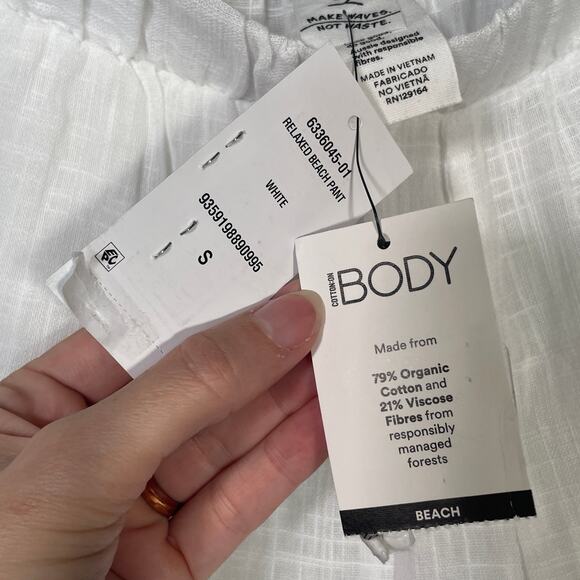 MAKE WAVES.
NOT WASTE.
Aussie designed
with responsible
fibres.
MADE IN VIETNAM
FABRICADO
NO VIETNÃ
RN129164
6336045-01
RELAXED BEACH PANT
WHITE
9359198890995
S
COTTON:ON
BODY
Made from
79% Organic
Cotton and
21% Viscose
Fibres from
responsibly
managed
forests
BEACH